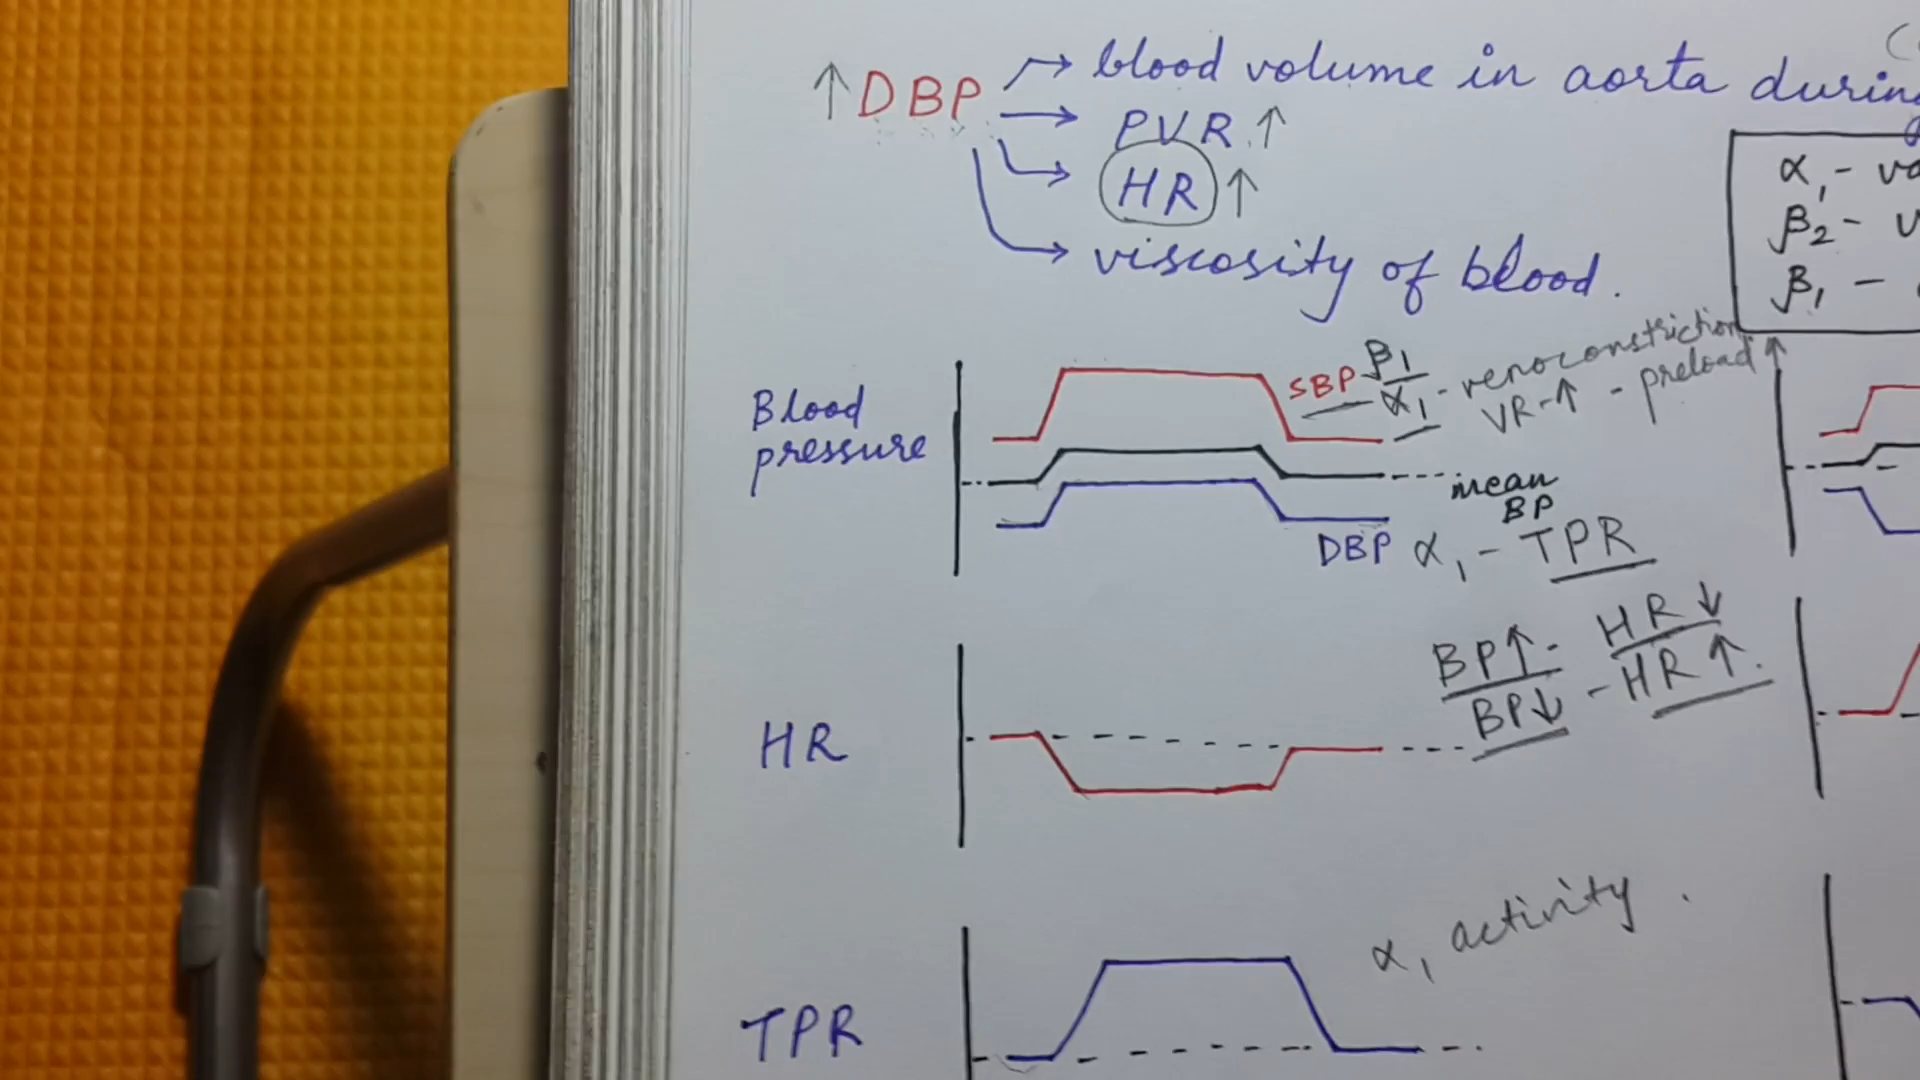 ↑ DBP → blood volume in aorta during
→ PVR ↑
→ HR ↑
→ viscosity of blood.
α1 -
β2 -
β1 -
Blood
pressure
SBP - β1
α1 - venoconstriction
VR - ↑ - preload
mean
BP
DBP α1 - TPR
BP↑ - HR↓
BP↓ - HR↑.
HR
α1 activity.
TPR